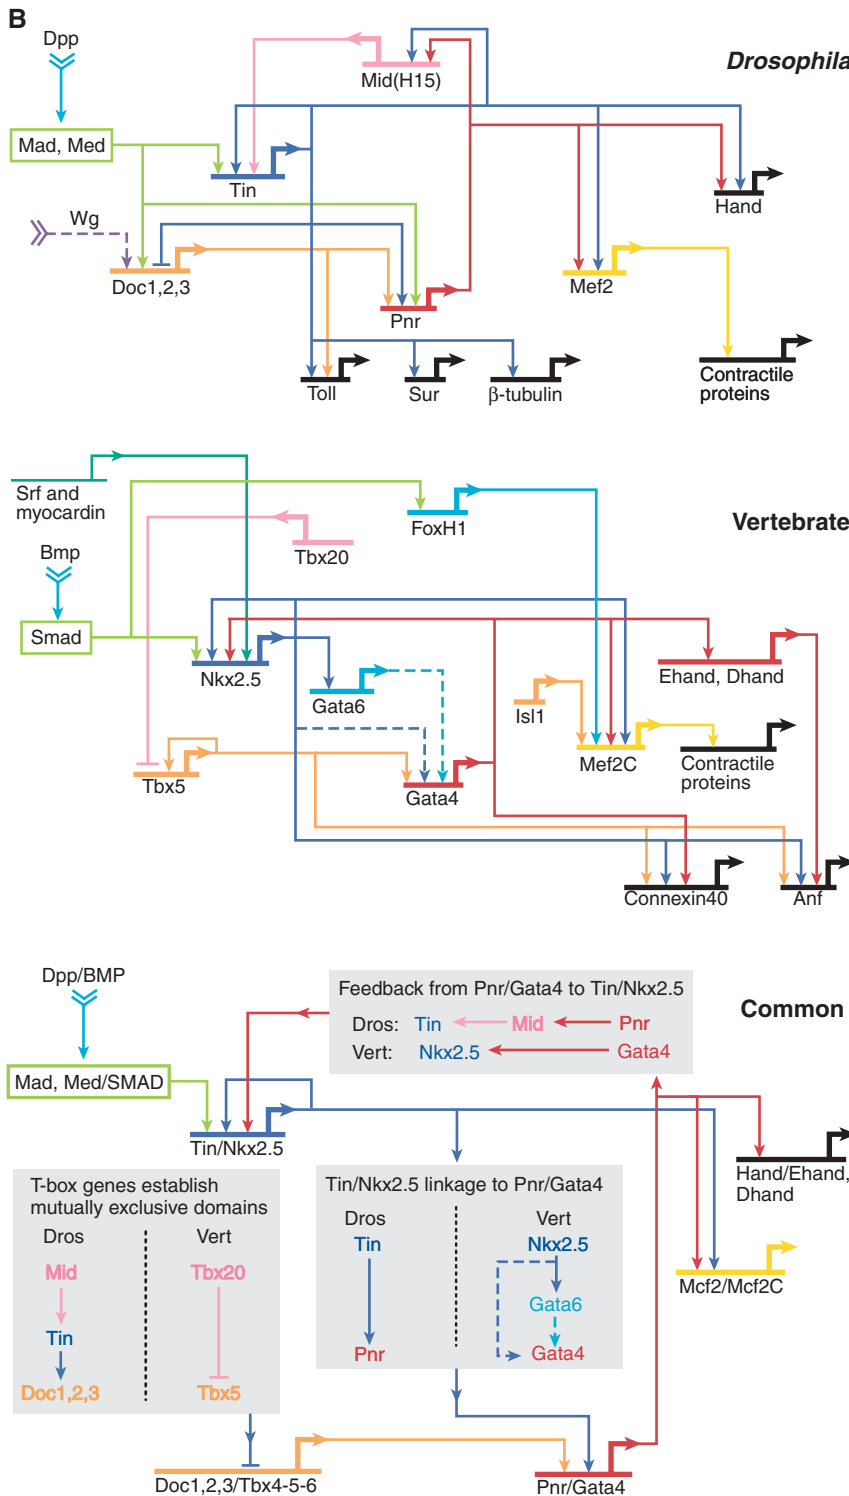 B
Dpp
Drosophila
Mid(H15)
Mad, Med
Tin
Hand
Wg
Doc1,2,3
Mef2
Pnr
Contractile
proteins
Toll
Sur
β-tubulin
Srf and
myocardin
FoxH1
Vertebrate
Tbx20
Bmp
Smad
Nkx2.5
Ehand, Dhand
Gata6
Isl1
Mef2C
Contractile
proteins
Tbx5
Gata4
Connexin40
Anf
Dpp/BMP
Feedback from Pnr/Gata4 to Tin/Nkx2.5
Common
Dros: Tin Mid Pnr
Vert: Nkx2.5 Gata4
Mad, Med/SMAD
Tin/Nkx2.5
Hand/Ehand,
Dhand
T-box genes establish
mutually exclusive domains
Dros Vert
Mid Tbx20
Tin
Doc1,2,3 Tbx5
Tin/Nkx2.5 linkage to Pnr/Gata4
Dros Vert
Tin Nkx2.5
Gata6
Pnr Gata4
Mcf2/Mcf2C
Doc1,2,3/Tbx4-5-6
Pnr/Gata4